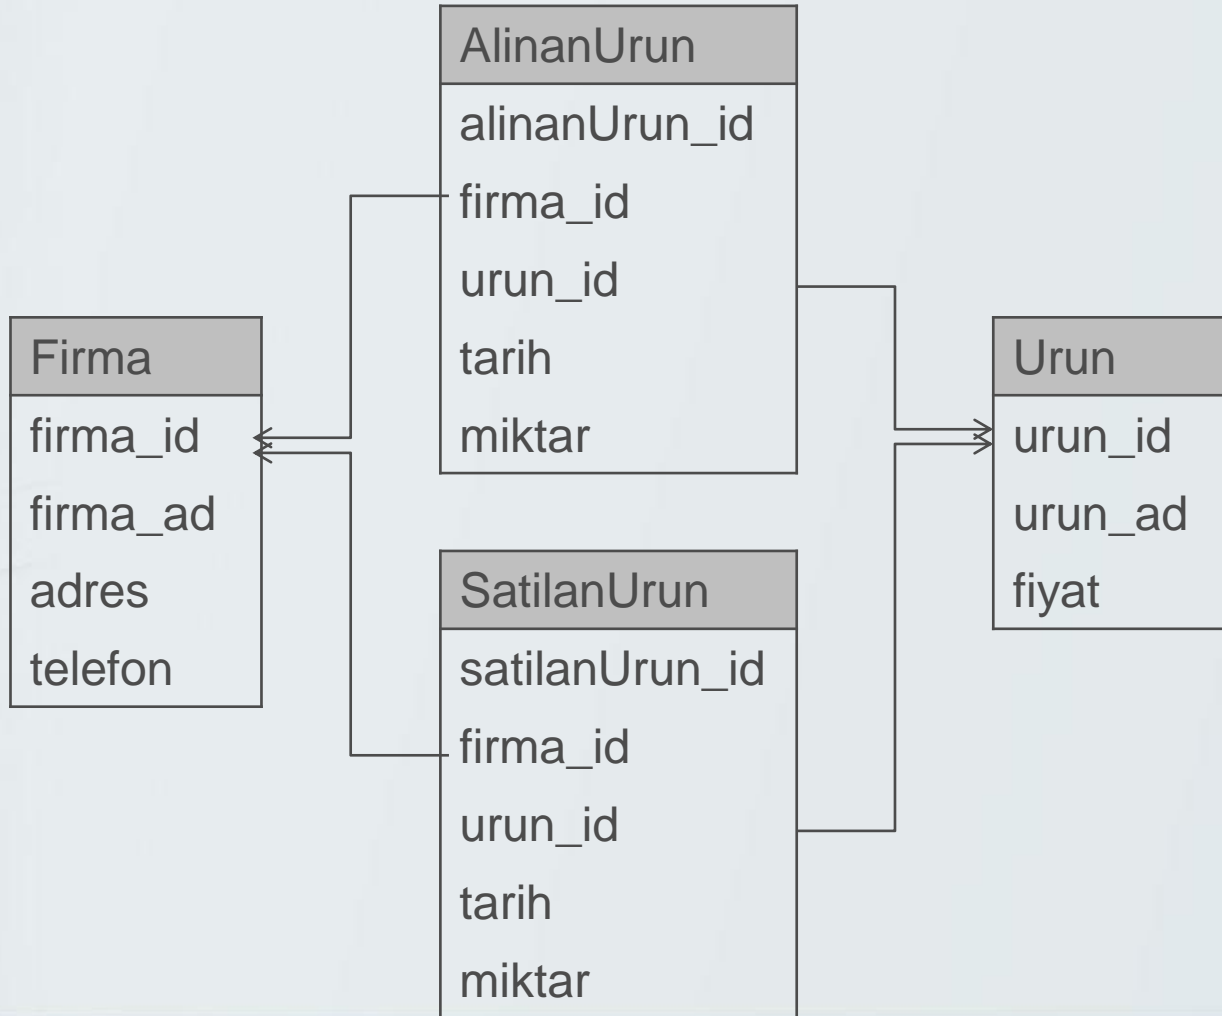 AlinanUrun
alinanUrun_id
firma_id
urun_id
tarih
miktar
Firma
firma_id
firma_ad
adres
telefon
Urun
urun_id
urun_ad
fiyat
SatilanUrun
satilanUrun_id
firma_id
urun_id
tarih
miktar